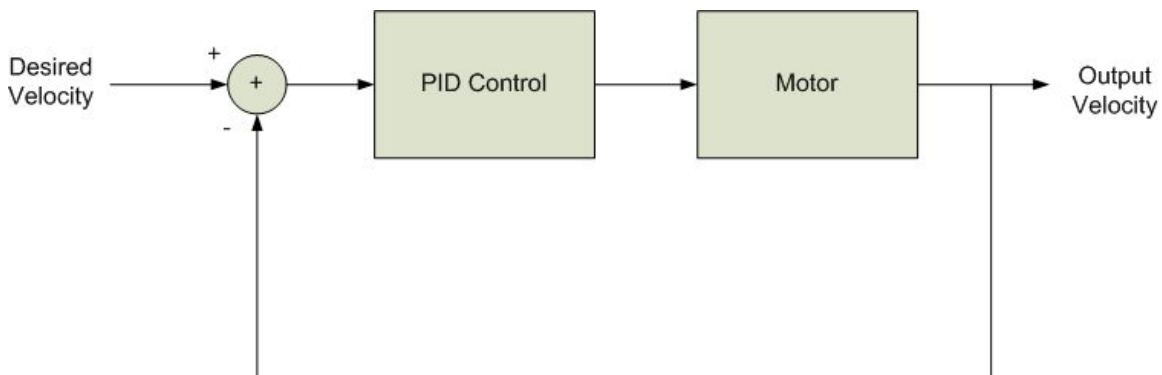 Desired
Velocity
+
-
+
PID Control
Motor
Output
Velocity